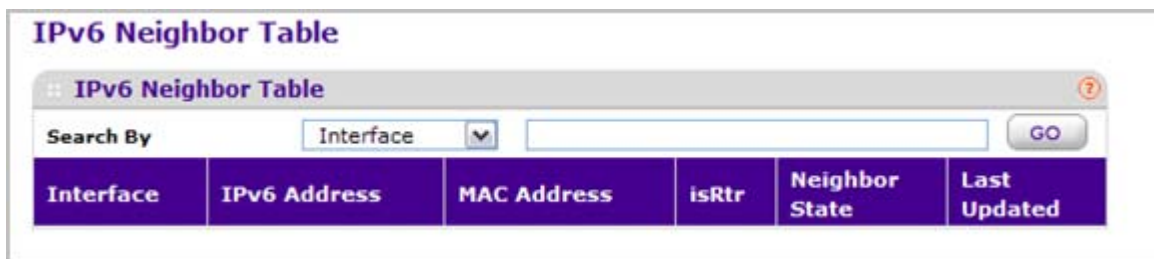 IPv6 Neighbor Table
IPv6 Neighbor Table ?
Search By Interface GO
Interface IPv6 Address MAC Address isRtr Neighbor State Last Updated